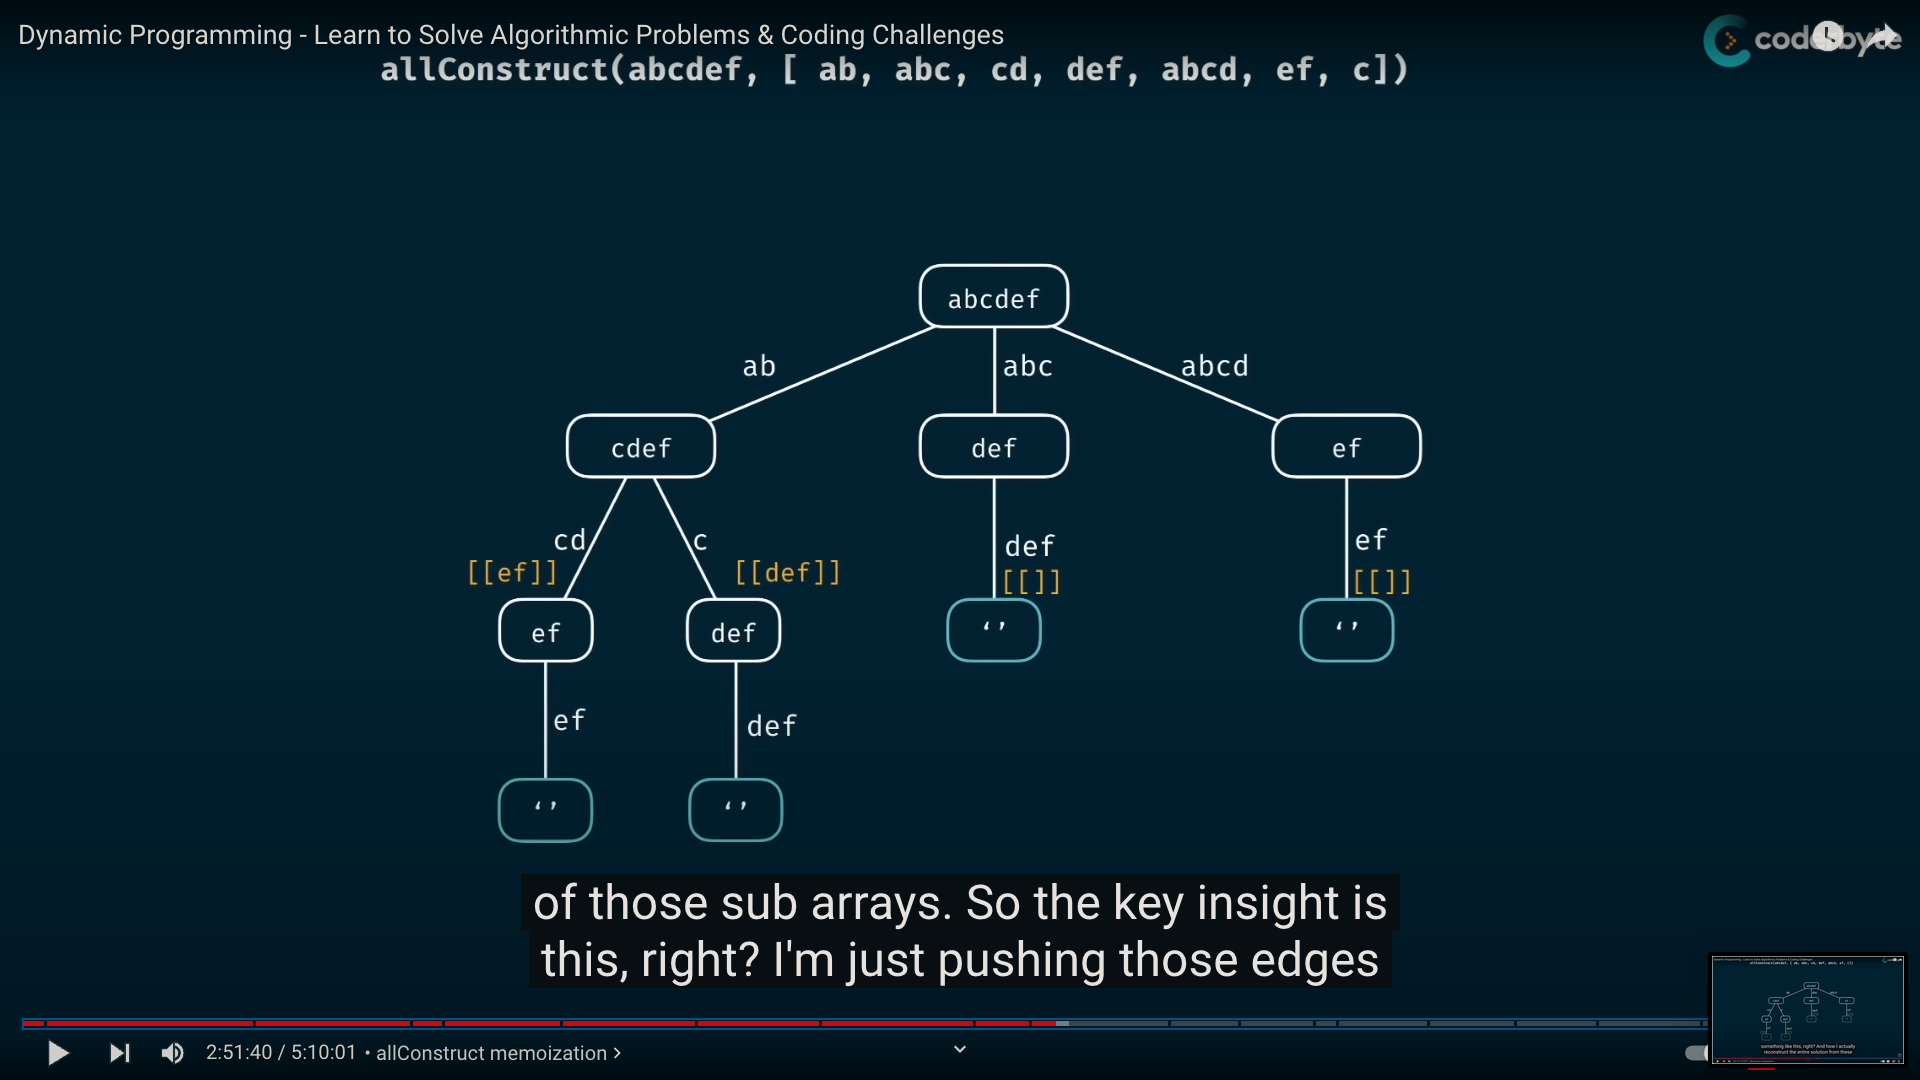 Dynamic Programming - Learn to Solve Algorithmic Problems & Coding Challenges
coderbyte
allConstruct(abcdef, [ ab, abc, cd, def, abcd, ef, c])
abcdef
ab
abc
abcd
cdef
def
ef
cd
c
def
ef
[[ef]]
[[def]]
[[]]
[[]]
ef
def
‘’
‘’
ef
def
‘’
‘’
of those sub arrays. So the key insight is
this, right? I'm just pushing those edges
2:51:40 / 5:10:01 • allConstruct memoization >